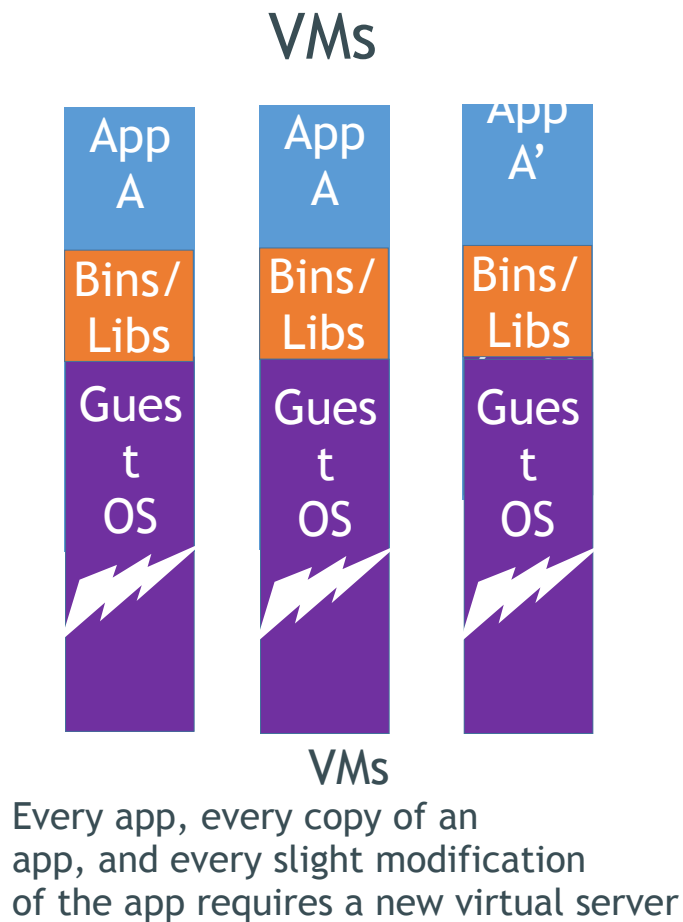 VMs
App
A
Bins/
Libs
Gues
t
OS
App
A
Bins/
Libs
Gues
t
OS
App
A’
Bins/
Libs
Gues
t
OS
VMs
Every app, every copy of an
app, and every slight modification
of the app requires a new virtual server